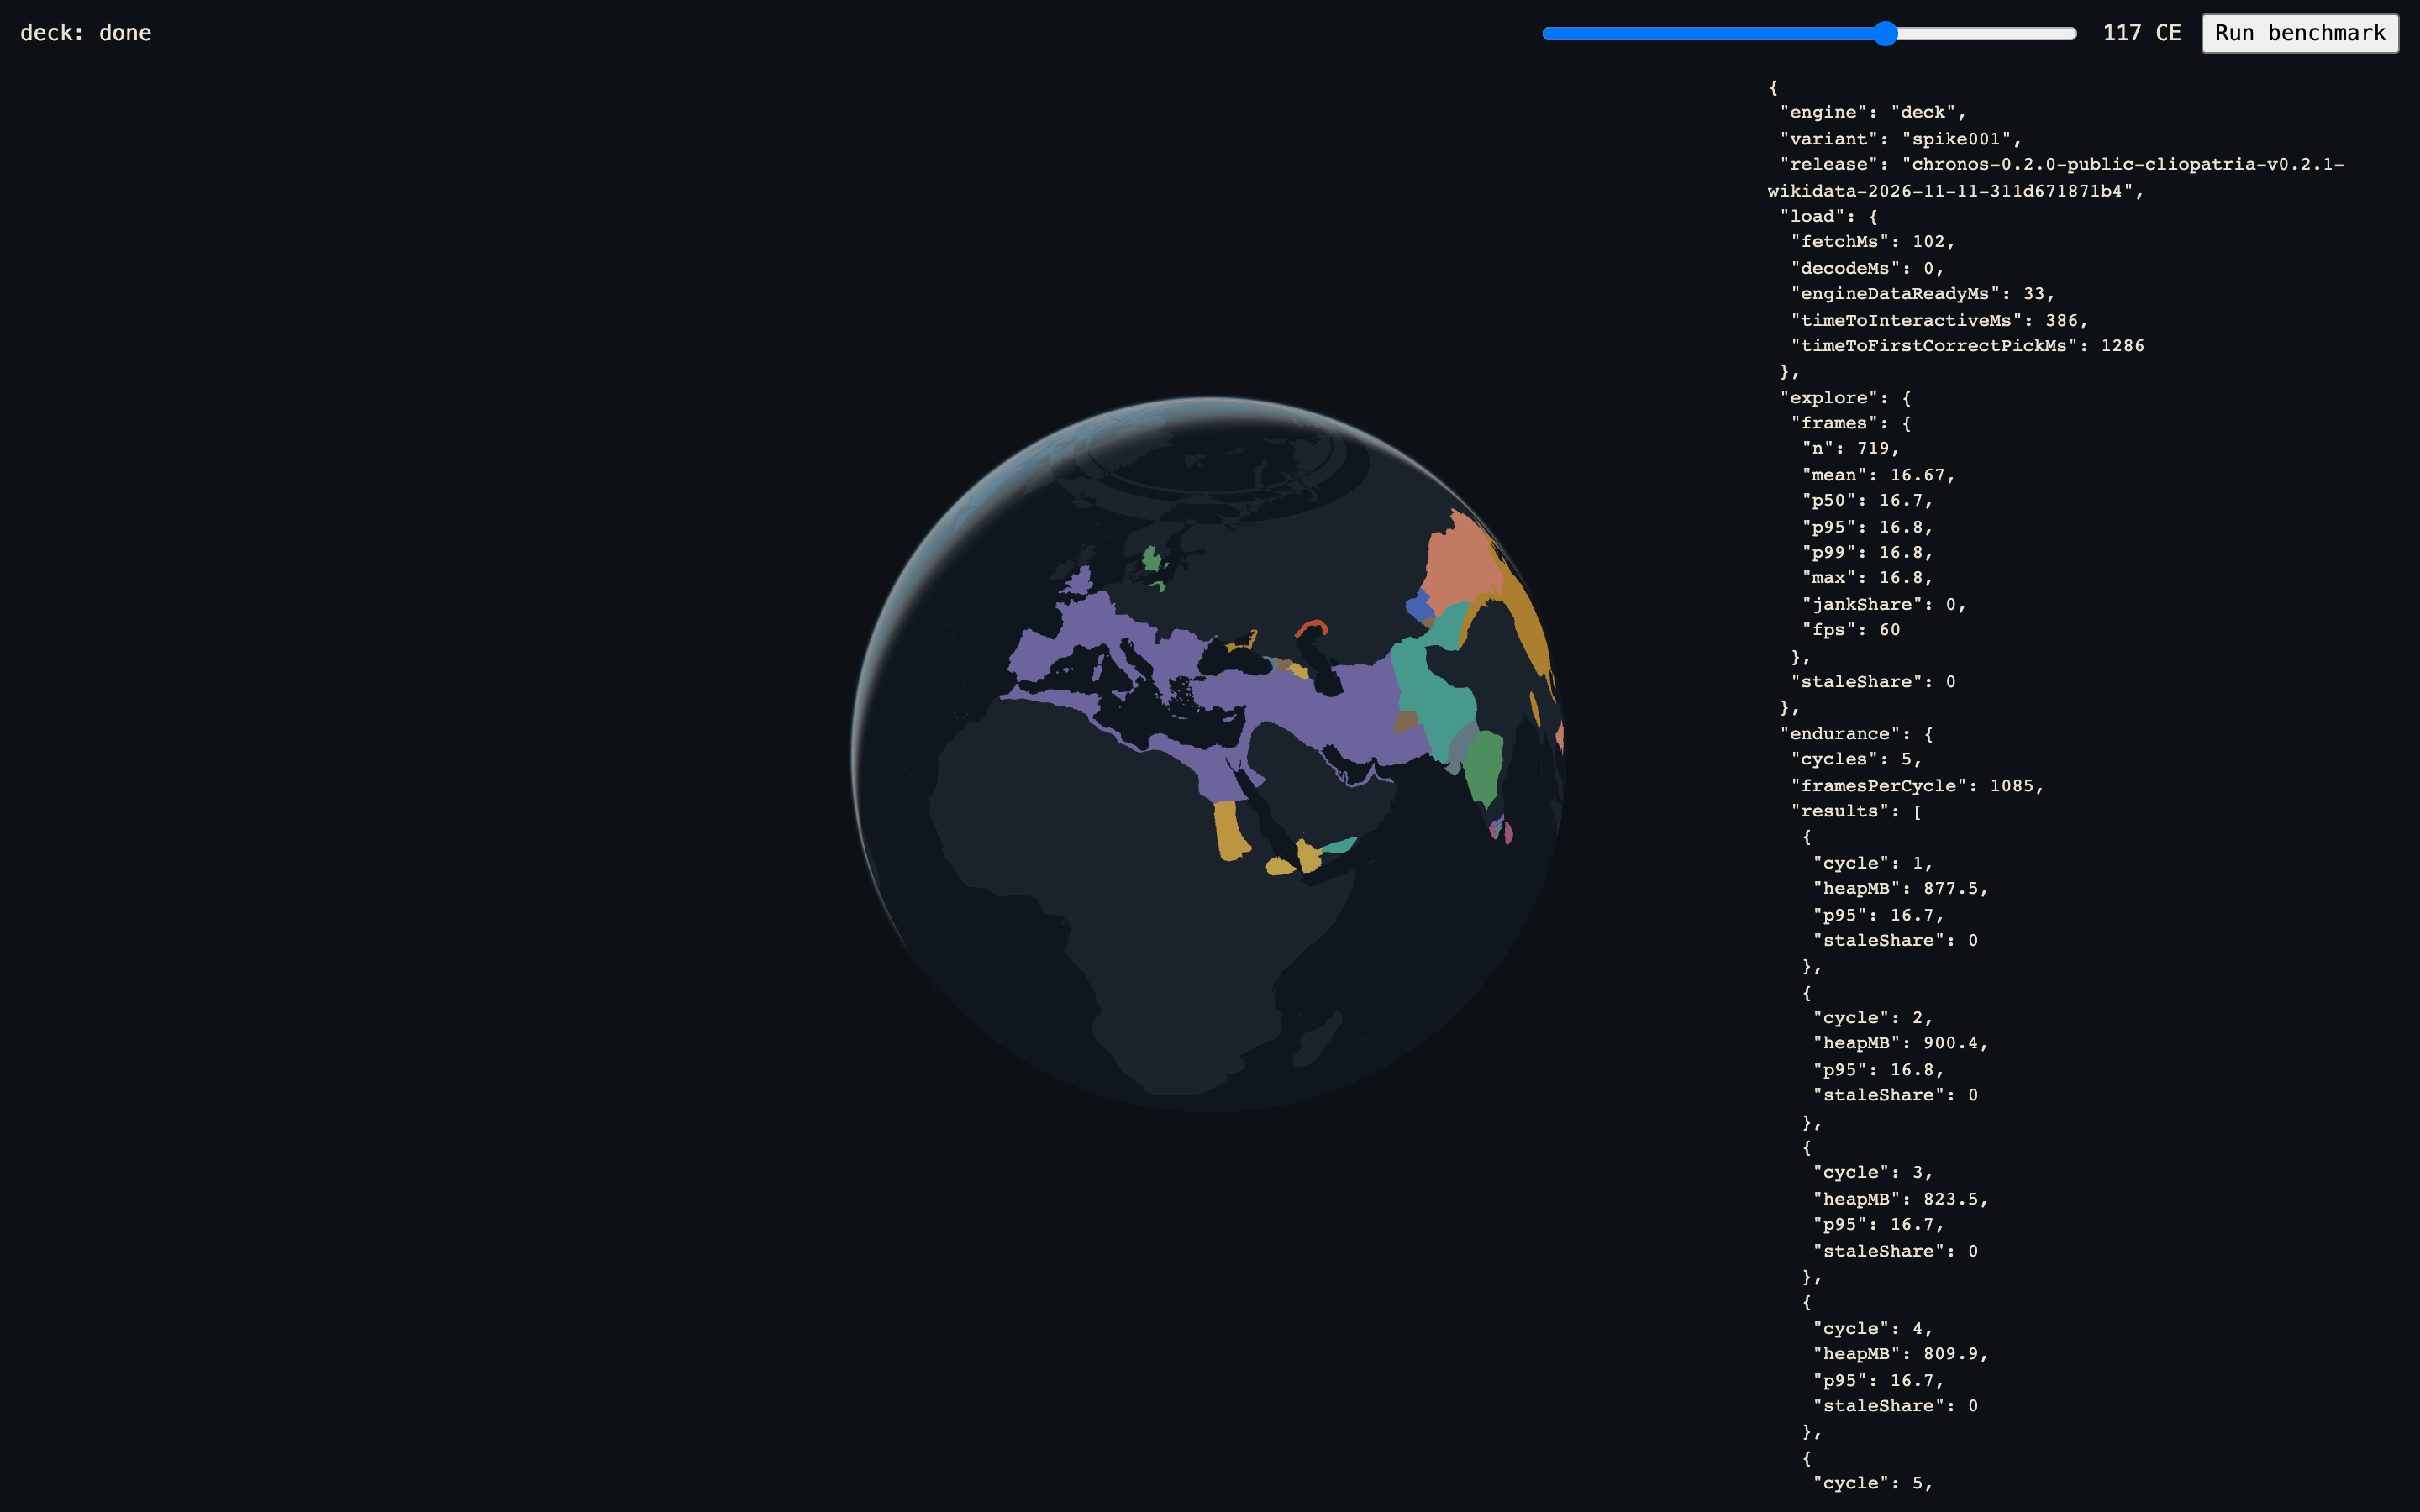 deck: done
117 CE
Run benchmark
{
"engine": "deck",
"variant": "spike001",
"release": "chronos-0.2.0-public-cliopatria-v0.2.1-
wikidata-2026-11-11-311d671871b4",
"load": {
"fetchMs": 102,
"decodeMs": 0,
"engineDataReadyMs": 33,
"timeToInteractiveMs": 386,
"timeToFirstCorrectPickMs": 1286
},
"explore": {
"frames": {
"n": 719,
"mean": 16.67,
"p50": 16.7,
"p95": 16.8,
"p99": 16.8,
"max": 16.8,
"jankShare": 0,
"fps": 60
},
"staleShare": 0
},
"endurance": {
"cycles": 5,
"framesPerCycle": 1085,
"results": [
{
"cycle": 1,
"heapMB": 877.5,
"p95": 16.7,
"staleShare": 0
},
{
"cycle": 2,
"heapMB": 900.4,
"p95": 16.8,
"staleShare": 0
},
{
"cycle": 3,
"heapMB": 823.5,
"p95": 16.7,
"staleShare": 0
},
{
"cycle": 4,
"heapMB": 809.9,
"p95": 16.7,
"staleShare": 0
},
{
"cycle": 5,